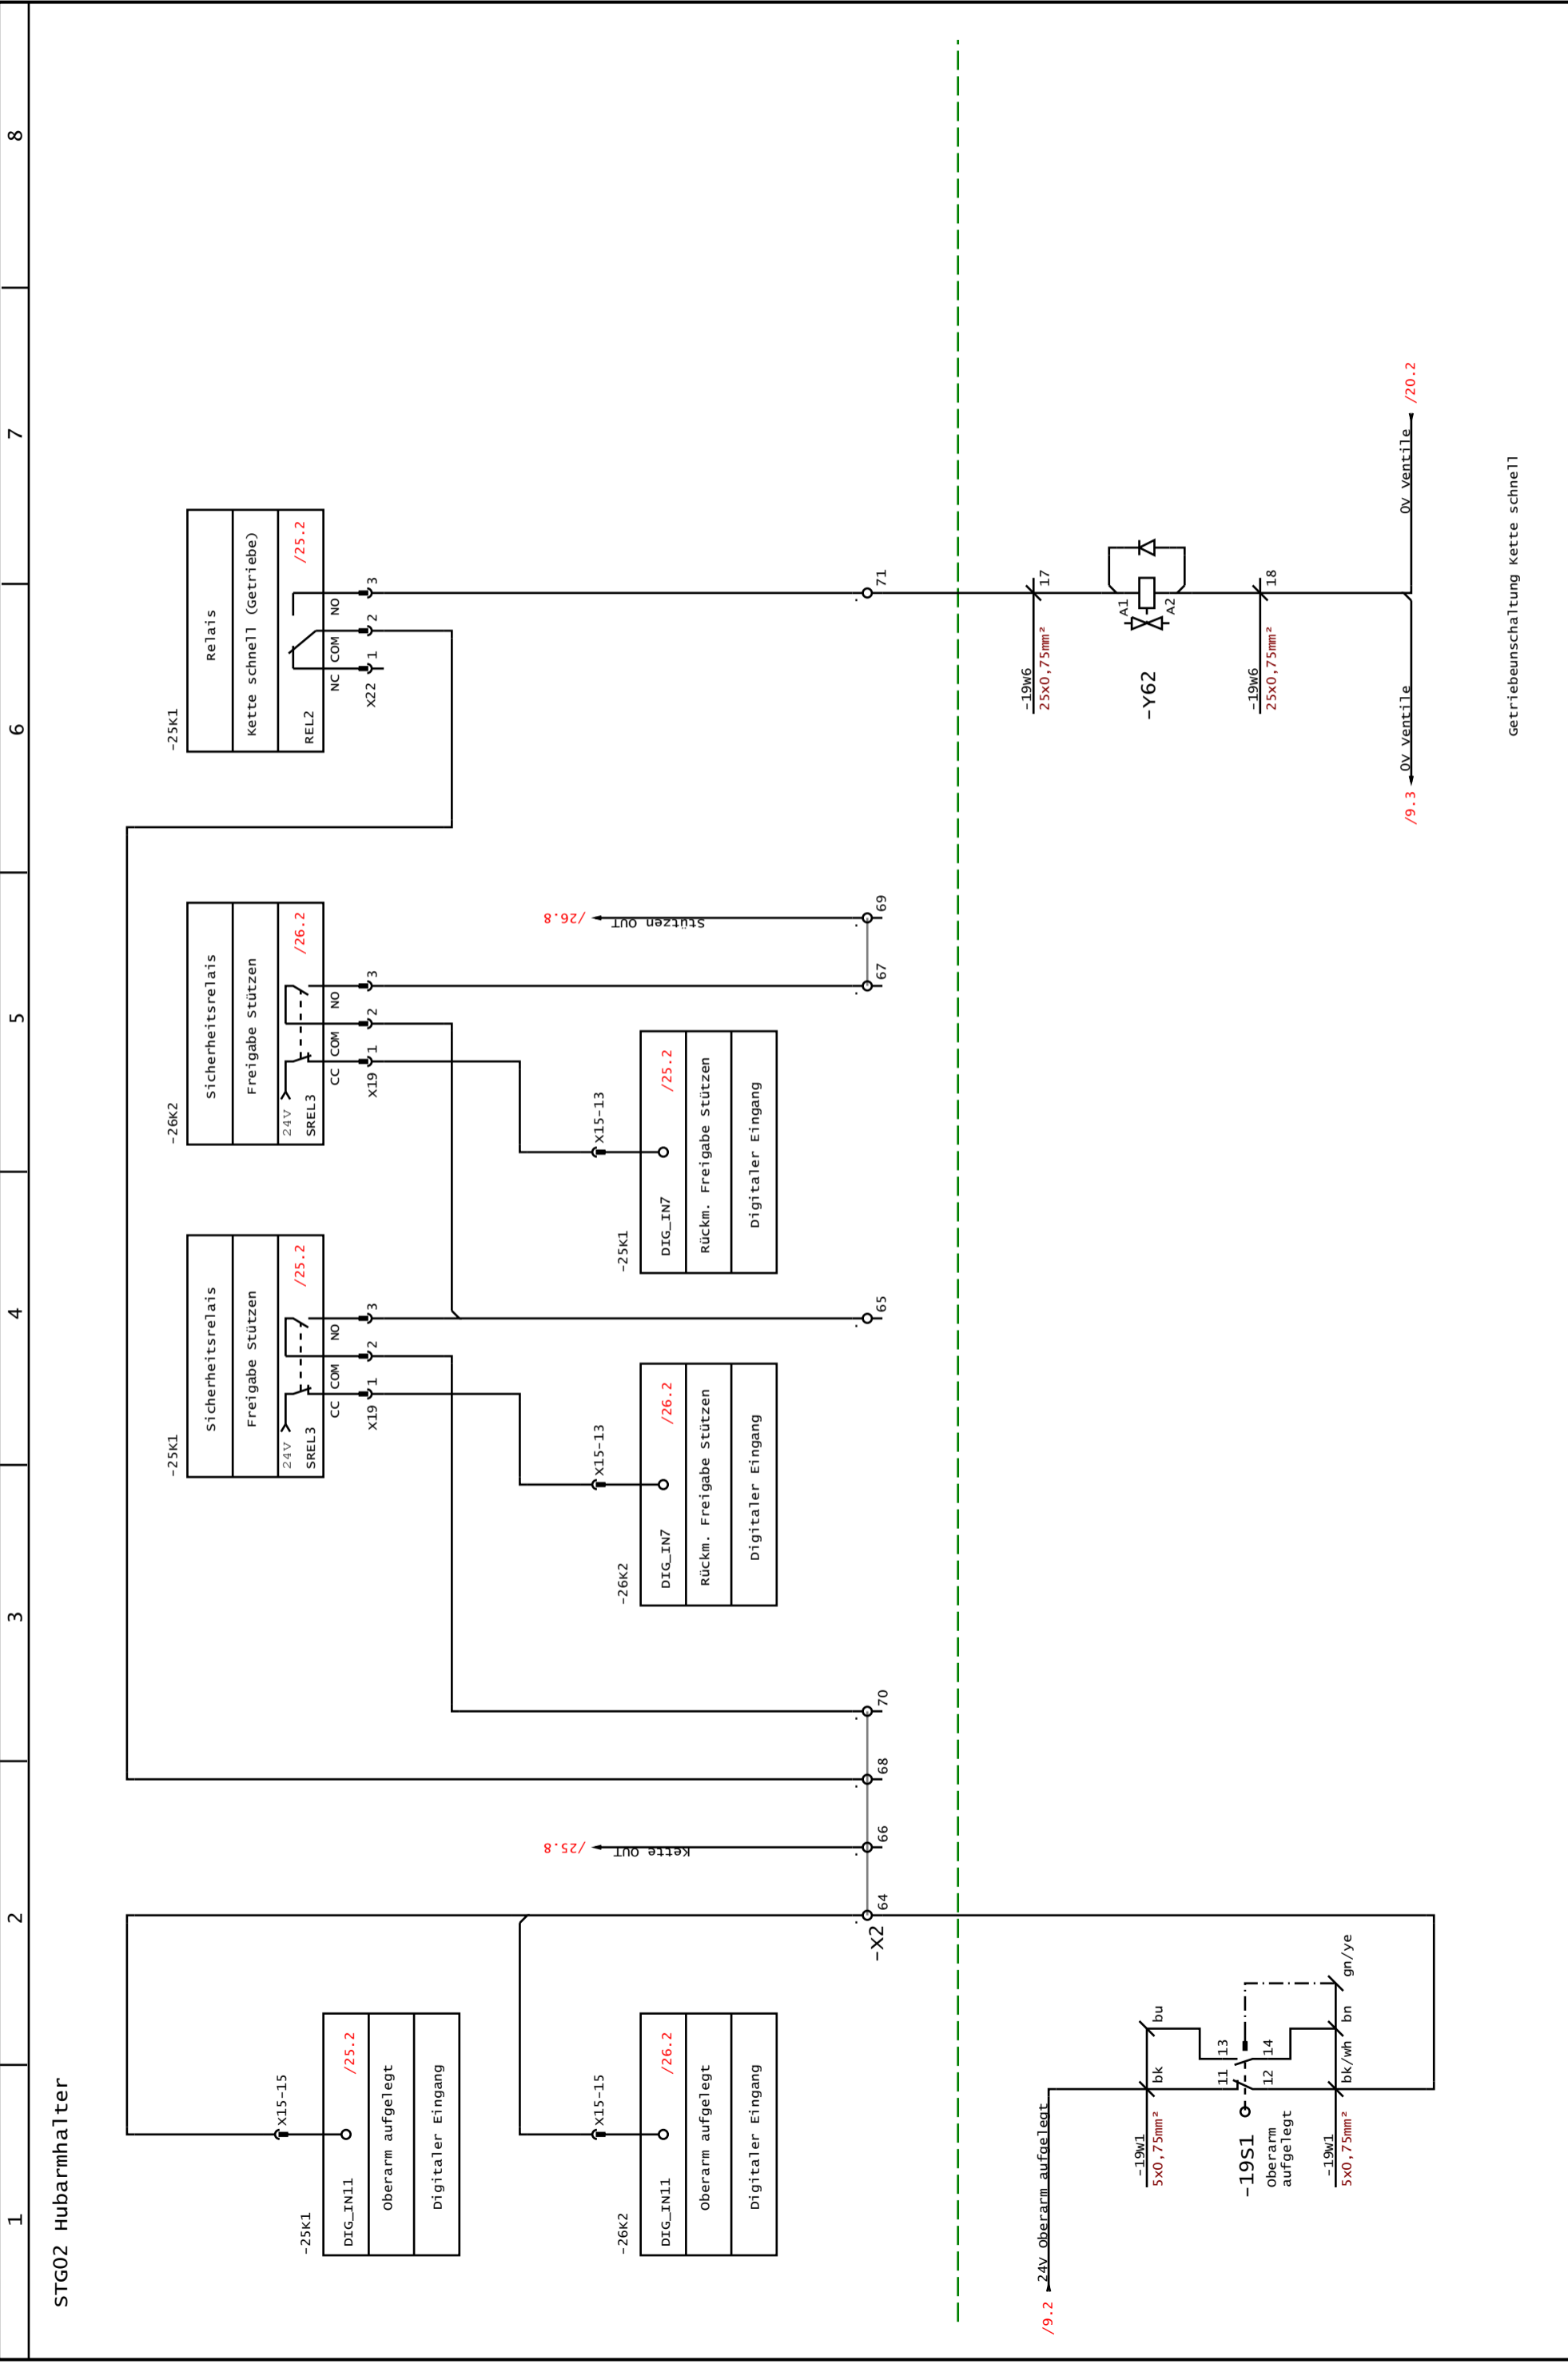 1
2
3
4
5
6
7
8
STG02 Hubarmhalter
-25K1
DIG_IN11
/25.2
Oberarm aufgelegt
Digitaler Eingang
X15-15
-26K2
DIG_IN11
/26.2
Oberarm aufgelegt
Digitaler Eingang
X15-15
-25K1
Sicherheitsrelais
Freigabe Stützen
24V
SREL3
/25.2
CC
COM
NO
X19
1
2
3
-26K2
Sicherheitsrelais
Freigabe Stützen
24V
SREL3
/26.2
CC
COM
NO
X19
1
2
3
-25K1
Relais
Kette schnell (Getriebe)
REL2
/25.2
NC
COM
NO
X22
1
2
3
-26K2
DIG_IN7
/26.2
Rückm. Freigabe Stützen
Digitaler Eingang
X15-13
-25K1
DIG_IN7
/25.2
Rückm. Freigabe Stützen
Digitaler Eingang
X15-13
/25.8
Kette OUT
/26.8
Stützen OUT
-X2
64
66
68
70
65
67
69
71
/9.2
24V Oberarm aufgelegt
-19W1
5x0,75mm²
bk
bu
-19S1
Oberarm
aufgelegt
11
12
13
14
-19W1
5x0,75mm²
bk/wh
bn
gn/ye
-19W6
25x0,75mm²
17
-Y62
A1
A2
-19W6
25x0,75mm²
18
/9.3
0V Ventile
0V Ventile
/20.2
Getriebeunschaltung Kette schnell